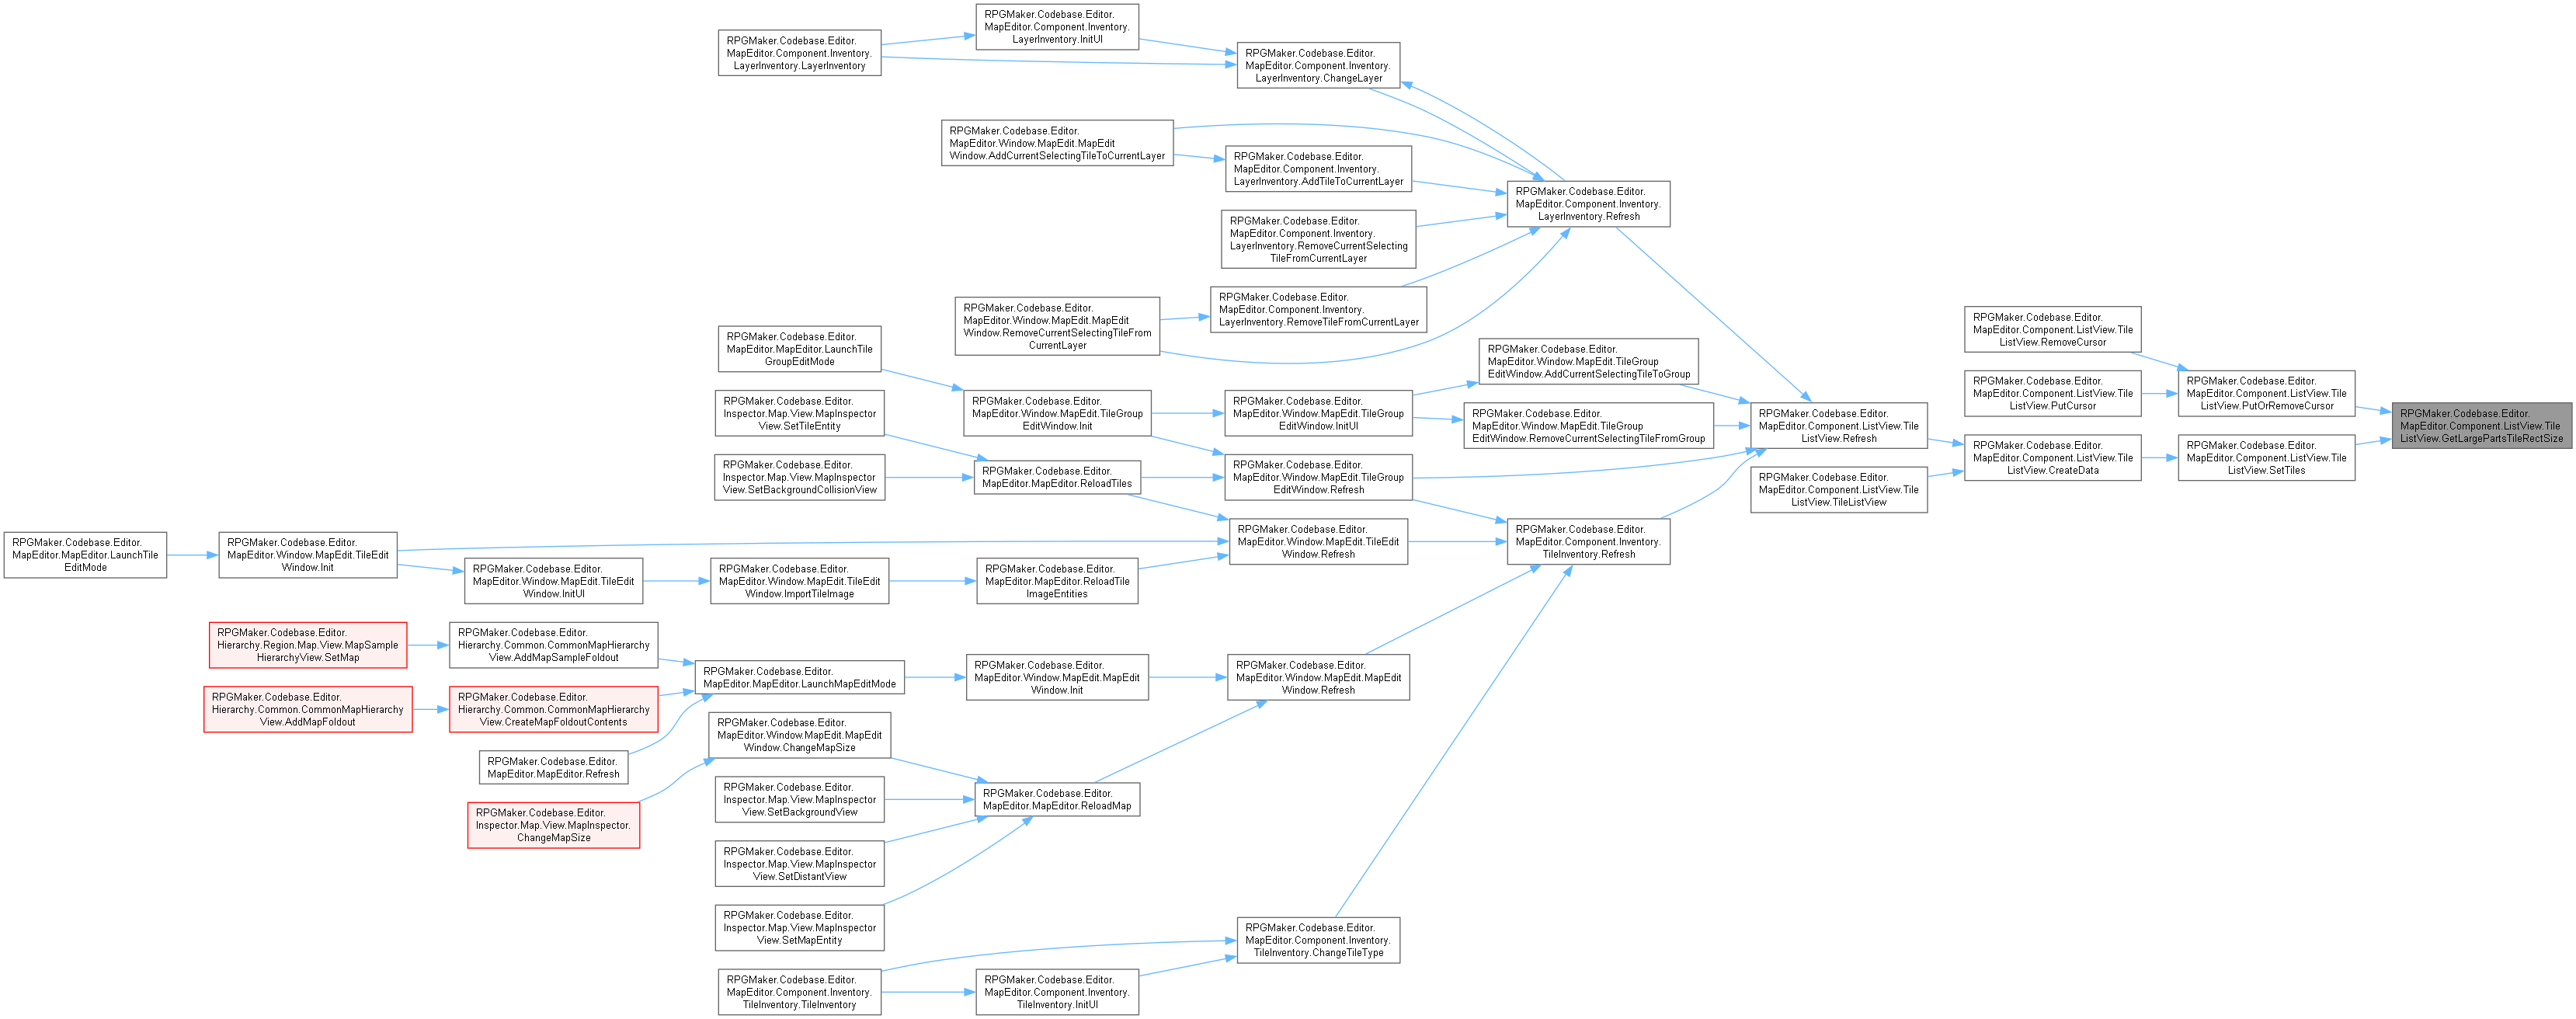 RPGMaker.Codebase.Editor.
MapEditor.Component.Inventory.
LayerInventory.InitUI
RPGMaker.Codebase.Editor.
MapEditor.Component.Inventory.
LayerInventory.LayerInventory
RPGMaker.Codebase.Editor.
MapEditor.Component.Inventory.
LayerInventory.ChangeLayer
RPGMaker.Codebase.Editor.
MapEditor.Window.MapEdit.MapEdit
Window.AddCurrentSelectingTileToCurrentLayer
RPGMaker.Codebase.Editor.
MapEditor.Component.Inventory.
LayerInventory.AddTileToCurrentLayer
RPGMaker.Codebase.Editor.
MapEditor.Component.Inventory.
LayerInventory.Refresh
RPGMaker.Codebase.Editor.
MapEditor.Component.Inventory.
LayerInventory.RemoveCurrentSelecting
TileFromCurrentLayer
RPGMaker.Codebase.Editor.
MapEditor.Component.Inventory.
LayerInventory.RemoveTileFromCurrentLayer
RPGMaker.Codebase.Editor.
MapEditor.Window.MapEdit.MapEdit
Window.RemoveCurrentSelectingTileFrom
CurrentLayer
RPGMaker.Codebase.Editor.
MapEditor.Component.ListView.Tile
ListView.RemoveCursor
RPGMaker.Codebase.Editor.
MapEditor.MapEditor.LaunchTile
GroupEditMode
RPGMaker.Codebase.Editor.
MapEditor.Window.MapEdit.TileGroup
EditWindow.AddCurrentSelectingTileToGroup
RPGMaker.Codebase.Editor.
MapEditor.Component.ListView.Tile
ListView.PutCursor
RPGMaker.Codebase.Editor.
MapEditor.Component.ListView.Tile
ListView.PutOrRemoveCursor
RPGMaker.Codebase.Editor.
Inspector.Map.View.MapInspector
View.SetTileEntity
RPGMaker.Codebase.Editor.
MapEditor.Window.MapEdit.TileGroup
EditWindow.Init
RPGMaker.Codebase.Editor.
MapEditor.Window.MapEdit.TileGroup
EditWindow.InitUI
RPGMaker.Codebase.Editor.
MapEditor.Window.MapEdit.TileGroup
EditWindow.RemoveCurrentSelectingTileFromGroup
RPGMaker.Codebase.Editor.
MapEditor.Component.ListView.Tile
ListView.Refresh
RPGMaker.Codebase.Editor.
MapEditor.Component.ListView.Tile
ListView.GetLargePartsTileRectSize
RPGMaker.Codebase.Editor.
MapEditor.Component.ListView.Tile
ListView.CreateData
RPGMaker.Codebase.Editor.
MapEditor.Component.ListView.Tile
ListView.SetTiles
RPGMaker.Codebase.Editor.
Inspector.Map.View.MapInspector
View.SetBackgroundCollisionView
RPGMaker.Codebase.Editor.
MapEditor.MapEditor.ReloadTiles
RPGMaker.Codebase.Editor.
MapEditor.Window.MapEdit.TileGroup
EditWindow.Refresh
RPGMaker.Codebase.Editor.
MapEditor.Component.ListView.Tile
ListView.TileListView
RPGMaker.Codebase.Editor.
MapEditor.MapEditor.LaunchTile
EditMode
RPGMaker.Codebase.Editor.
MapEditor.Window.MapEdit.TileEdit
Window.Init
RPGMaker.Codebase.Editor.
MapEditor.Window.MapEdit.TileEdit
Window.Refresh
RPGMaker.Codebase.Editor.
MapEditor.Component.Inventory.
TileInventory.Refresh
RPGMaker.Codebase.Editor.
MapEditor.Window.MapEdit.TileEdit
Window.InitUI
RPGMaker.Codebase.Editor.
MapEditor.Window.MapEdit.TileEdit
Window.ImportTileImage
RPGMaker.Codebase.Editor.
MapEditor.MapEditor.ReloadTile
ImageEntities
RPGMaker.Codebase.Editor.
Hierarchy.Region.Map.View.MapSample
HierarchyView.SetMap
RPGMaker.Codebase.Editor.
Hierarchy.Common.CommonMapHierarchy
View.AddMapSampleFoldout
RPGMaker.Codebase.Editor.
MapEditor.MapEditor.LaunchMapEditMode
RPGMaker.Codebase.Editor.
MapEditor.Window.MapEdit.MapEdit
Window.Init
RPGMaker.Codebase.Editor.
MapEditor.Window.MapEdit.MapEdit
Window.Refresh
RPGMaker.Codebase.Editor.
Hierarchy.Common.CommonMapHierarchy
View.AddMapFoldout
RPGMaker.Codebase.Editor.
Hierarchy.Common.CommonMapHierarchy
View.CreateMapFoldoutContents
RPGMaker.Codebase.Editor.
MapEditor.Window.MapEdit.MapEdit
Window.ChangeMapSize
RPGMaker.Codebase.Editor.
MapEditor.MapEditor.Refresh
RPGMaker.Codebase.Editor.
Inspector.Map.View.MapInspector
View.SetBackgroundView
RPGMaker.Codebase.Editor.
MapEditor.MapEditor.ReloadMap
RPGMaker.Codebase.Editor.
Inspector.Map.View.MapInspector.
ChangeMapSize
RPGMaker.Codebase.Editor.
Inspector.Map.View.MapInspector
View.SetDistantView
RPGMaker.Codebase.Editor.
Inspector.Map.View.MapInspector
View.SetMapEntity
RPGMaker.Codebase.Editor.
MapEditor.Component.Inventory.
TileInventory.ChangeTileType
RPGMaker.Codebase.Editor.
MapEditor.Component.Inventory.
TileInventory.TileInventory
RPGMaker.Codebase.Editor.
MapEditor.Component.Inventory.
TileInventory.InitUI